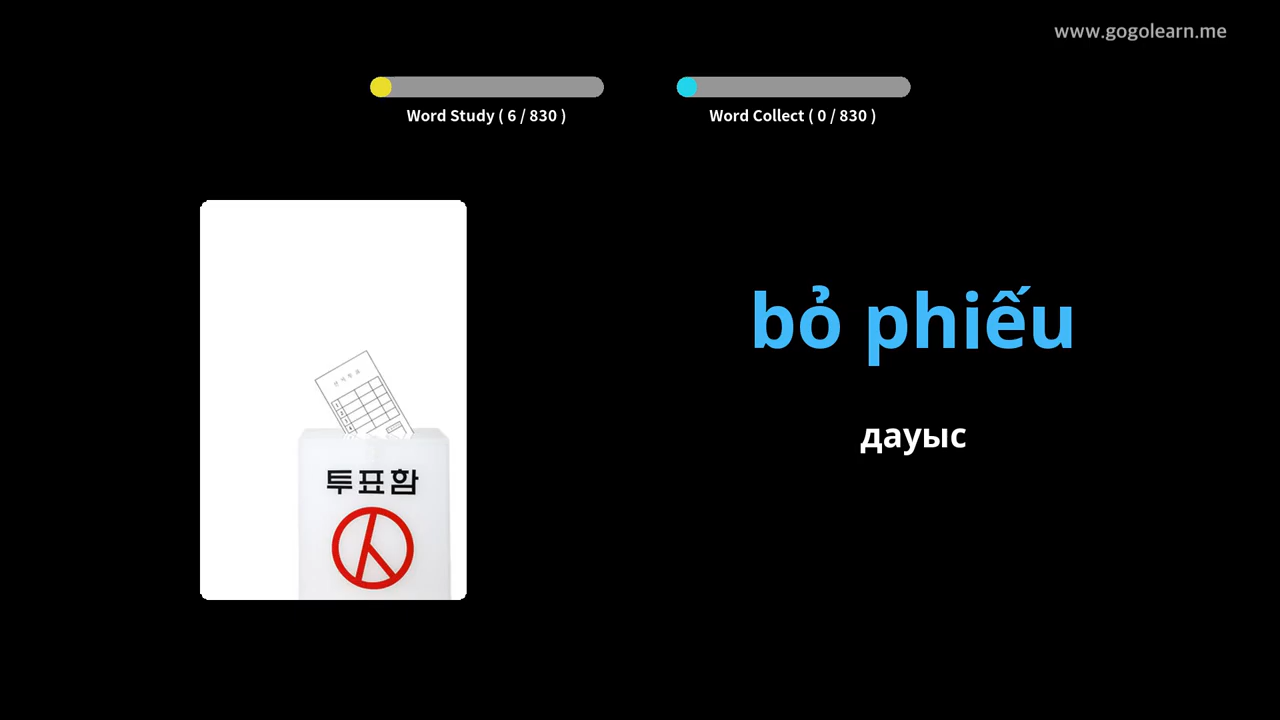 www.gogolearn.me
Word Study ( 6 / 830 )
Word Collect ( 0 / 830 )
bỏ phiếu
дауыс
투표함